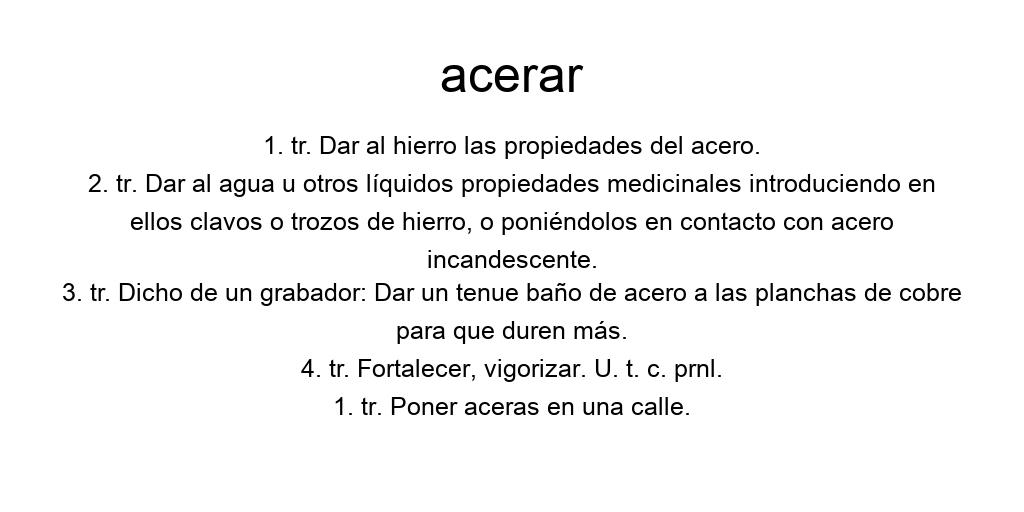 acerar
1. tr. Dar al hierro las propiedades del acero.
2. tr. Dar al agua u otros líquidos propiedades medicinales introduciendo en
ellos clavos o trozos de hierro, o poniéndolos en contacto con acero
incandescente.
3. tr. Dicho de un grabador: Dar un tenue baño de acero a las planchas de cobre
para que duren más.
4. tr. Fortalecer, vigorizar. U. t. c. prnl.
1. tr. Poner aceras en una calle.